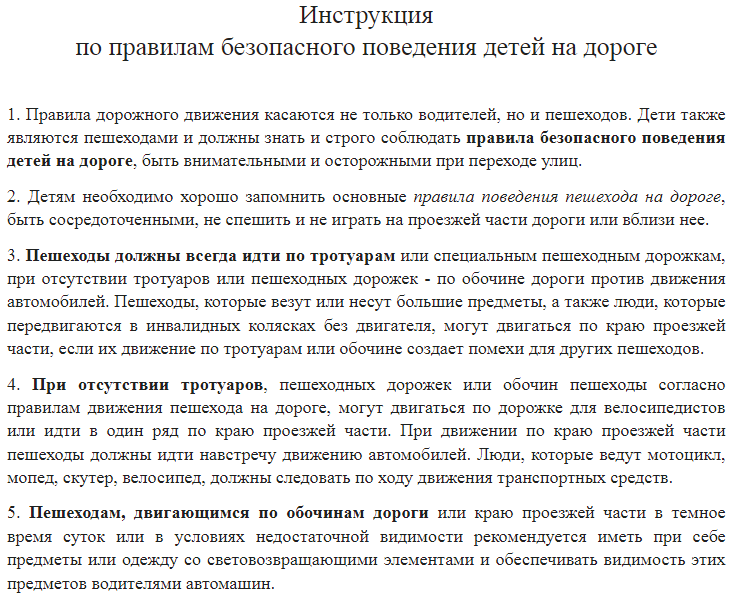 Инструкция
по правилам безопасного поведения детей на дороге
1. Правила дорожного движения касаются не только водителей, но и пешеходов. Дети также
являются пешеходами и должны знать и строго соблюдать правила безопасного поведения
детей на дороге, быть внимательными и осторожными при переходе улиц.
2. Детям необходимо хорошо запомнить основные правила поведения пешехода на дороге,
быть сосредоточенными, не спешить и не играть на проезжей части дороги или вблизи нее.
3. Пешеходы должны всегда идти по тротуарам или специальным пешеходным дорожкам,
при отсутствии тротуаров или пешеходных дорожек - по обочине дороги против движения
автомобилей. Пешеходы, которые везут или несут большие предметы, а также люди, которые
передвигаются в инвалидных колясках без двигателя, могут двигаться по краю проезжей
части, если их движение по тротуарам или обочине создает помехи для других пешеходов.
4. При отсутствии тротуаров, пешеходных дорожек или обочин пешеходы согласно
правилам движения пешехода на дороге, могут двигаться по дорожке для велосипедистов
или идти в один ряд по краю проезжей части. При движении по краю проезжей части
пешеходы должны идти навстречу движению автомобилей. Люди, которые ведут мотоцикл,
мопед, скутер, велосипед, должны следовать по ходу движения транспортных средств.
5. Пешеходам, двигающимся по обочинам дороги или краю проезжей части в темное
время суток или в условиях недостаточной видимости рекомендуется иметь при себе
предметы или одежду со световозвращающими элементами и обеспечивать видимость этих
предметов водителями автомашин.